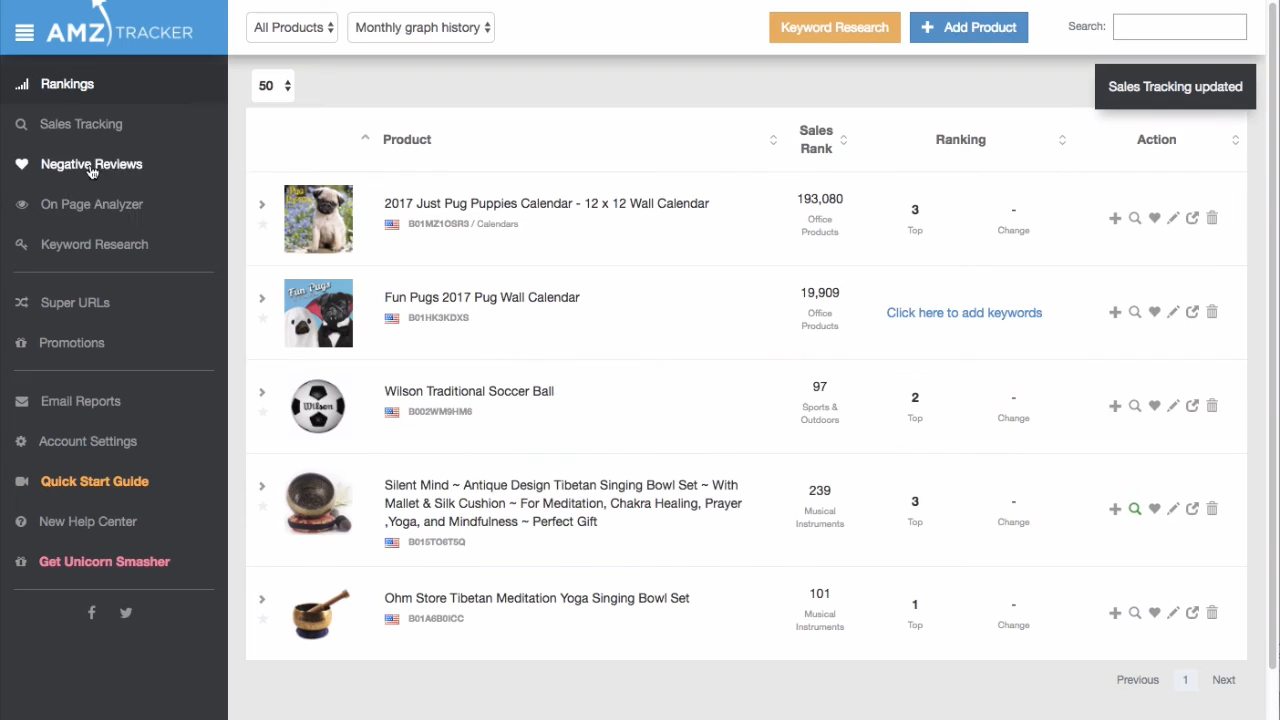 AMZ TRACKER
All Products
Monthly graph history
Keyword Research
Add Product
Search:
Rankings
Sales Tracking
Negative Reviews
On Page Analyzer
Keyword Research
Super URLs
Promotions
Email Reports
Account Settings
Quick Start Guide
New Help Center
Get Unicorn Smasher
50
Sales Tracking updated
Product
Sales
Rank
Ranking
Action
2017 Just Pug Puppies Calendar - 12 x 12 Wall Calendar
B01MZ1OSR3 / Calendars
193,080
Office
Products
3
Top
-
Change
Fun Pugs
Fun Pugs 2017 Pug Wall Calendar
B01HK3KDXS
19,909
Office
Products
Click here to add keywords
Wilson
Wilson Traditional Soccer Ball
B002WM9HM6
97
Sports &
Outdoors
2
Top
-
Change
Silent Mind ~ Antique Design Tibetan Singing Bowl Set ~ With
Mallet & Silk Cushion ~ For Meditation, Chakra Healing, Prayer
,Yoga, and Mindfulness ~ Perfect Gift
B015TO6T5Q
239
Musical
Instruments
3
Top
-
Change
Ohm Store Tibetan Meditation Yoga Singing Bowl Set
B01A6B0ICC
101
Musical
Instruments
1
Top
-
Change
Previous
1
Next